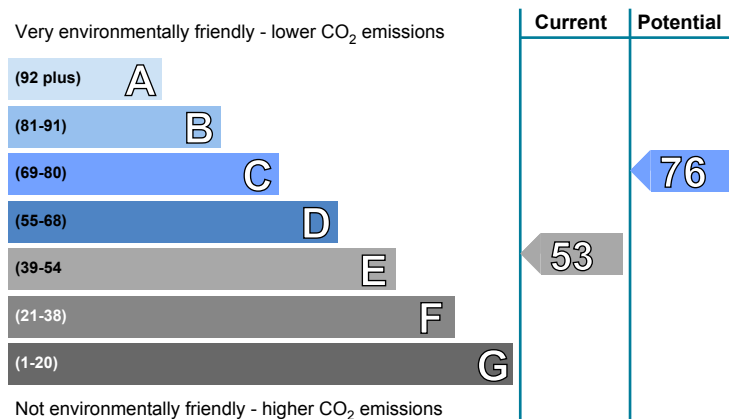 Current Potential
Very environmentally friendly - lower CO2 emissions
(92 plus) A
(81-91) B
(69-80) C
76
(55-68) D
(39-54 E
53
(21-38) F
(1-20) G
Not environmentally friendly - higher CO2 emissions